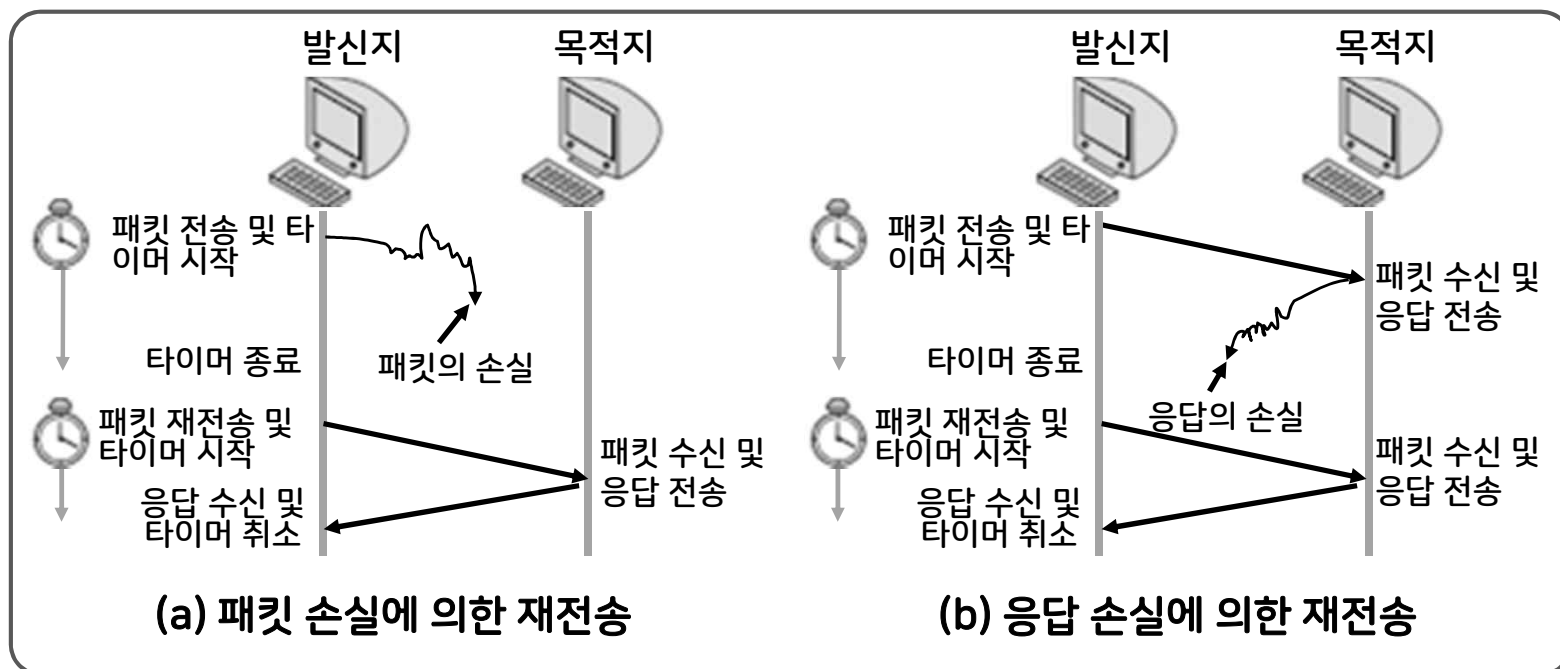 발신지
목적지
패킷 전송 및 타
이머 시작
타이머 종료
패킷의 손실
패킷 재전송 및
타이머 시작
패킷 수신 및
응답 전송
응답 수신 및
타이머 취소
(a) 패킷 손실에 의한 재전송
발신지
목적지
패킷 전송 및 타
이머 시작
패킷 수신 및
응답 전송
타이머 종료
응답의 손실
패킷 재전송 및
타이머 시작
패킷 수신 및
응답 전송
응답 수신 및
타이머 취소
(b) 응답 손실에 의한 재전송